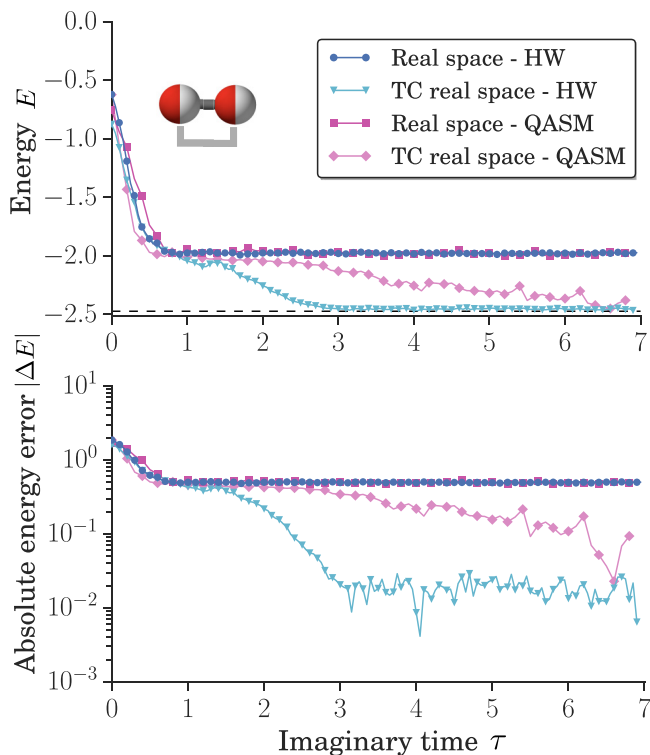 0.0
−0.5
−1.0
−1.5
−2.0
−2.5
Energy E
Real space - HW
TC real space - HW
Real space - QASM
TC real space - QASM
0 1 2 3 4 5 6 7
10^1
10^0
10^−1
10^−2
10^−3
Absolute energy error |ΔE|
0 1 2 3 4 5 6 7
Imaginary time τ